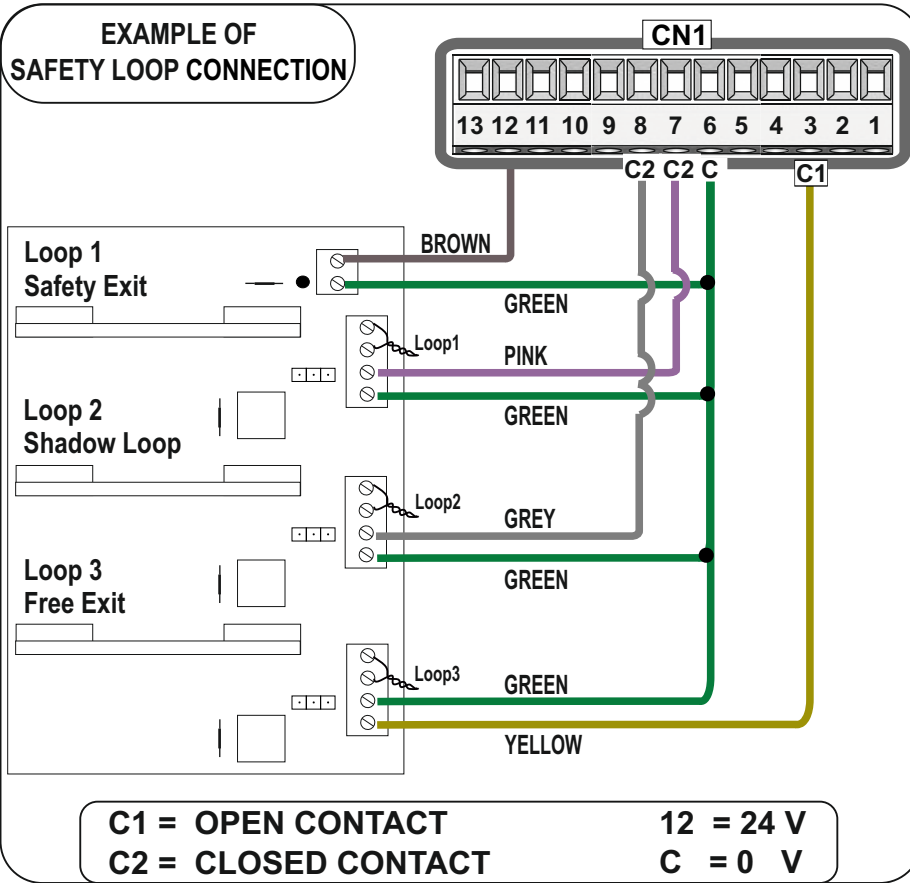 EXAMPLE OF
SAFETY LOOP CONNECTION
CN1
13 12 11 10 9 8 7 6 5 4 3 2 1
C2 C2 C C1
BROWN
Loop 1
Safety Exit
GREEN
Loop1
PINK
GREEN
Loop 2
Shadow Loop
Loop2
GREY
GREEN
Loop 3
Free Exit
Loop3
GREEN
YELLOW
C1 = OPEN CONTACT 12 = 24 V
C2 = CLOSED CONTACT C = 0 V